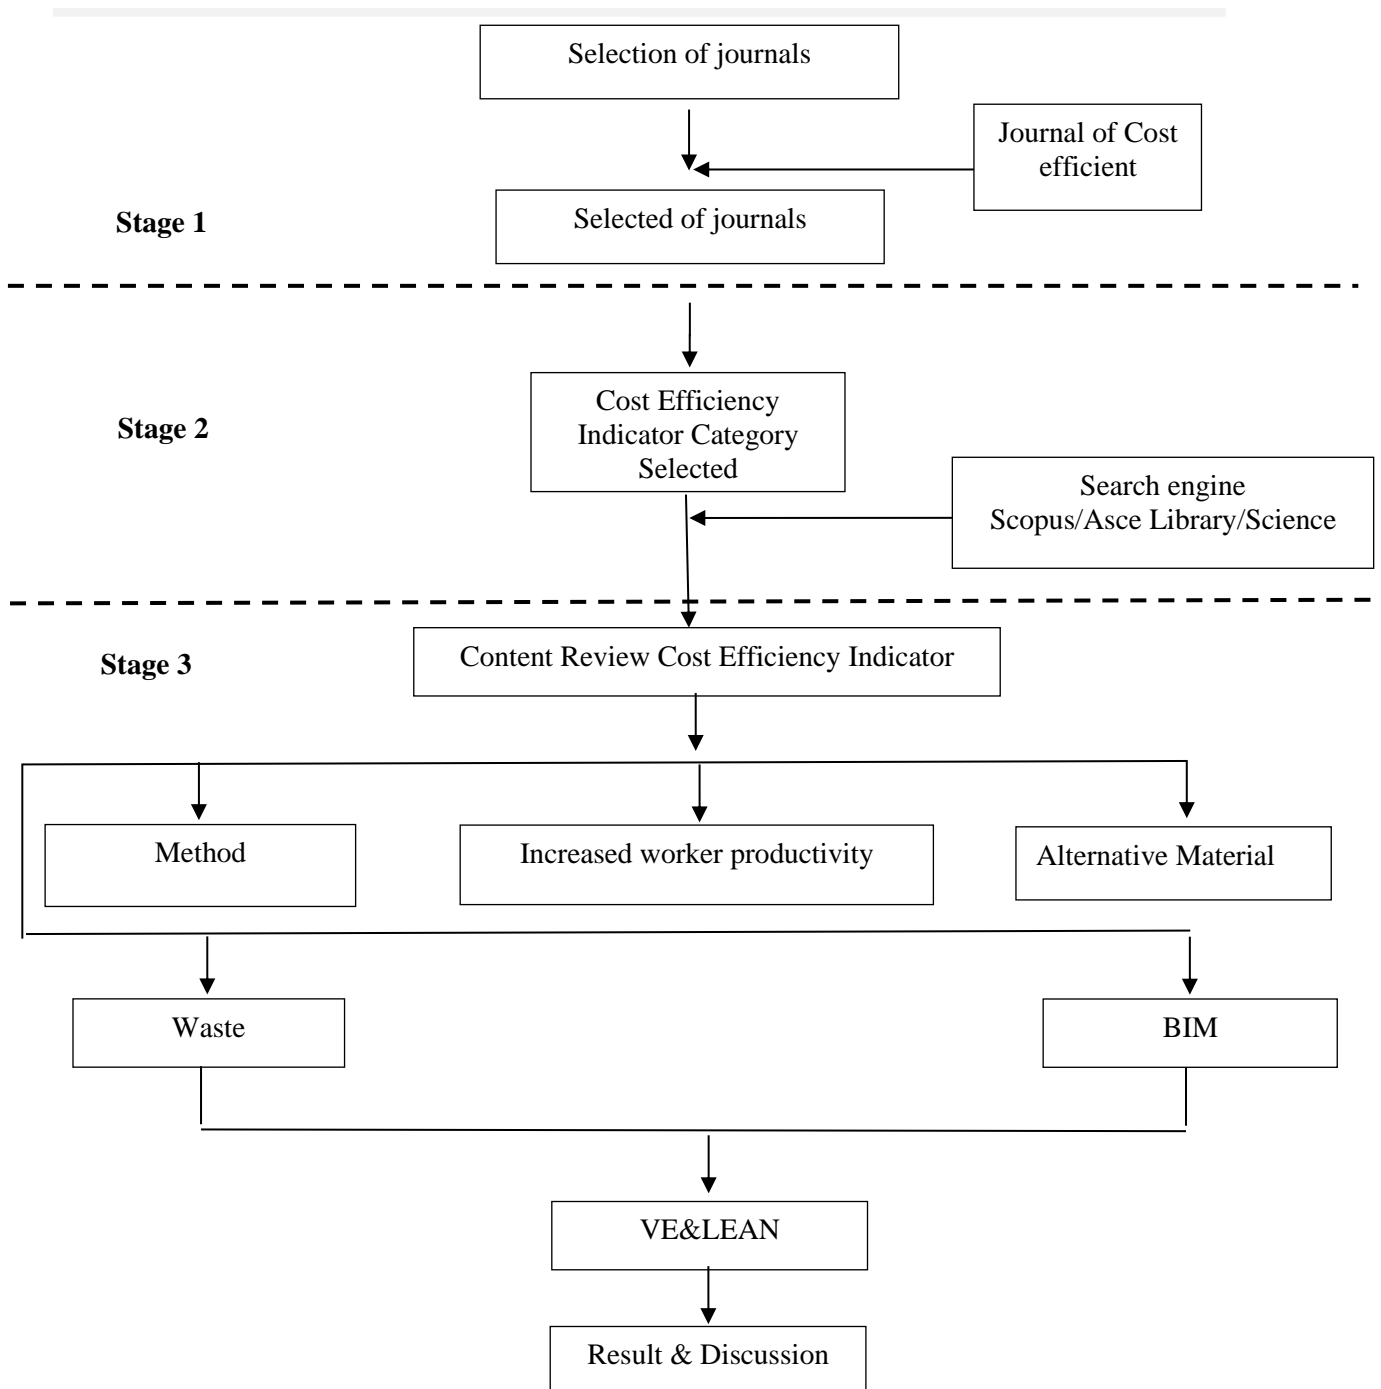 Selection of journals
Journal of Cost
efficient
Stage 1
Selected of journals
Stage 2
Cost Efficiency
Indicator Category
Selected
Search engine
Scopus/Asce Library/Science
Stage 3
Content Review Cost Efficiency Indicator
Method
Increased worker productivity
Alternative Material
Waste
BIM
VE&LEAN
Result & Discussion